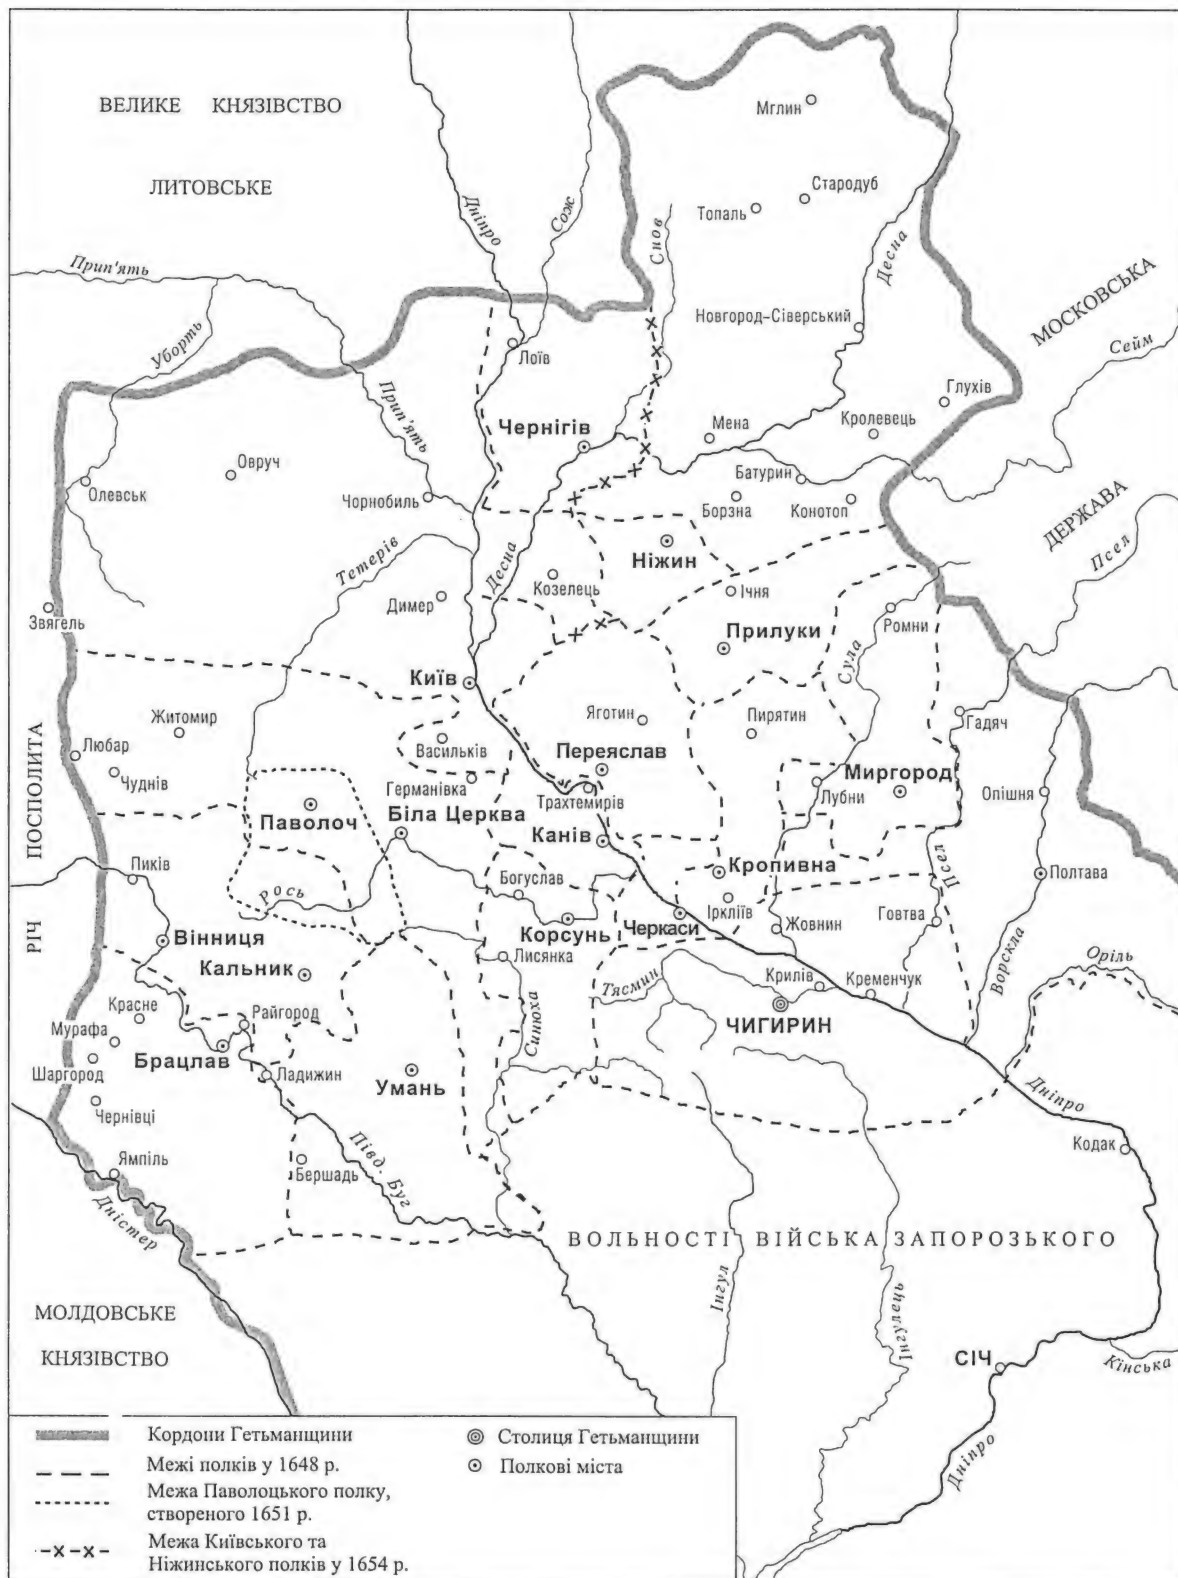 ВЕЛИКЕ КНЯЗІВСТВО
ЛИТОВСЬКЕ
Мглин
Стародуб
Топаль
Дніпро
Сож
Снов
Десна
Прип'ять
Уборть
МОСКОВСЬКА
Новгород-Сіверський
Сейм
Лоїв
Прип'ять
Глухів
Чернігів
Мена
Кролевець
Овруч
Олевськ
Батурин
Чорнобиль
Борзна
Конотоп
ДЕРЖАВА
Псел
Тетерів
Десна
Ніжин
Козелець
Ічня
Димер
Звягель
Ромни
Прилуки
Сула
Київ
Житомир
Яготин
Пирятин
Гадяч
Васильків
Любар
Чуднів
Переяслав
Миргород
Германівка
Трахтемирів
Лубни
Опішня
ПОСПОЛИТА
Паволоч
Біла Церква
Канів
Пиків
Кропивна
Псел
Полтава
Рось
Богуслав
Іркліїв
РІЧ
Вінниця
Корсунь
Черкаси
Жовнин
Говтва
Лисянка
Ворскла
Оріль
Кальник
Тясмин
Крилів
Кременчук
Красне
Райгород
Синюха
ЧИГИРИН
Мурафа
Брацлав
Шаргород
Ладижин
Умань
Дніпро
Чернівці
Кодак
Ямпіль
Бершадь
Півд. Буг
Дністер
ВОЛЬНОСТІ ВІЙСЬКА ЗАПОРОЗЬКОГО
Інгул
Інгулець
МОЛДОВСЬКЕ
КНЯЗІВСТВО
СІЧ
Кінська
Дніпро
Кордони Гетьманщини
Межі полків у 1648 р.
Межа Паволоцького полку,
створеного 1651 р.
Межа Київського та
Ніжинського полків у 1654 р.
Столиця Гетьманщини
Полкові міста